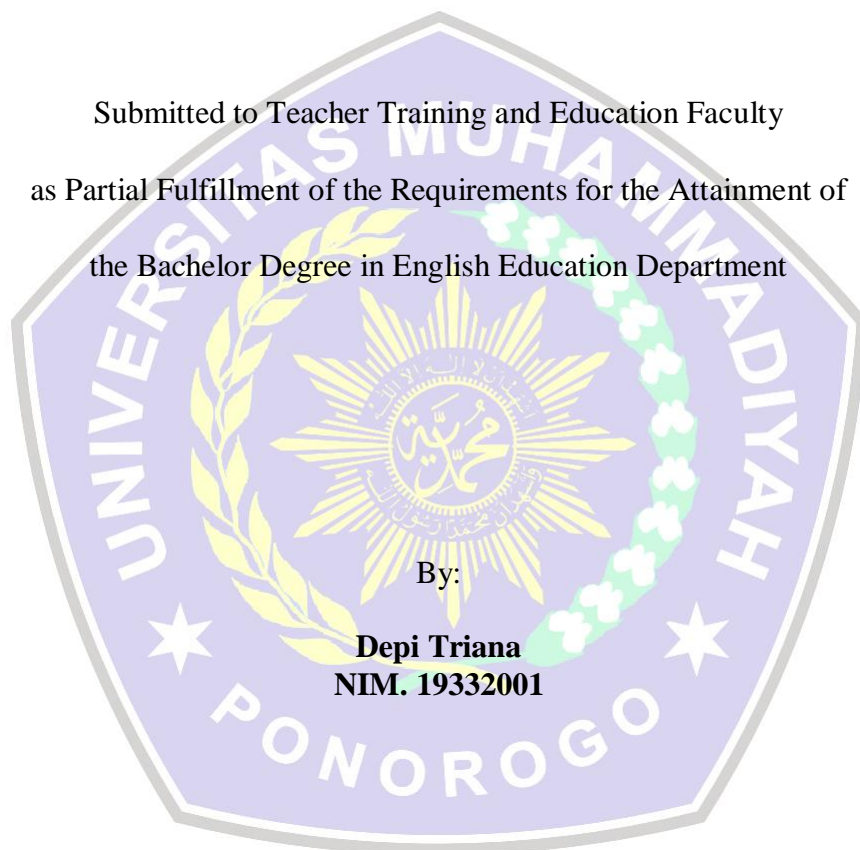 Submitted to Teacher Training and Education Faculty
as Partial Fulfillment of the Requirements for the Attainment of
the Bachelor Degree in English Education Department
UNIVERSITAS MUHAMMADIYAH
محمدية
By:
Depi Triana
NIM. 19332001
PONOROGO